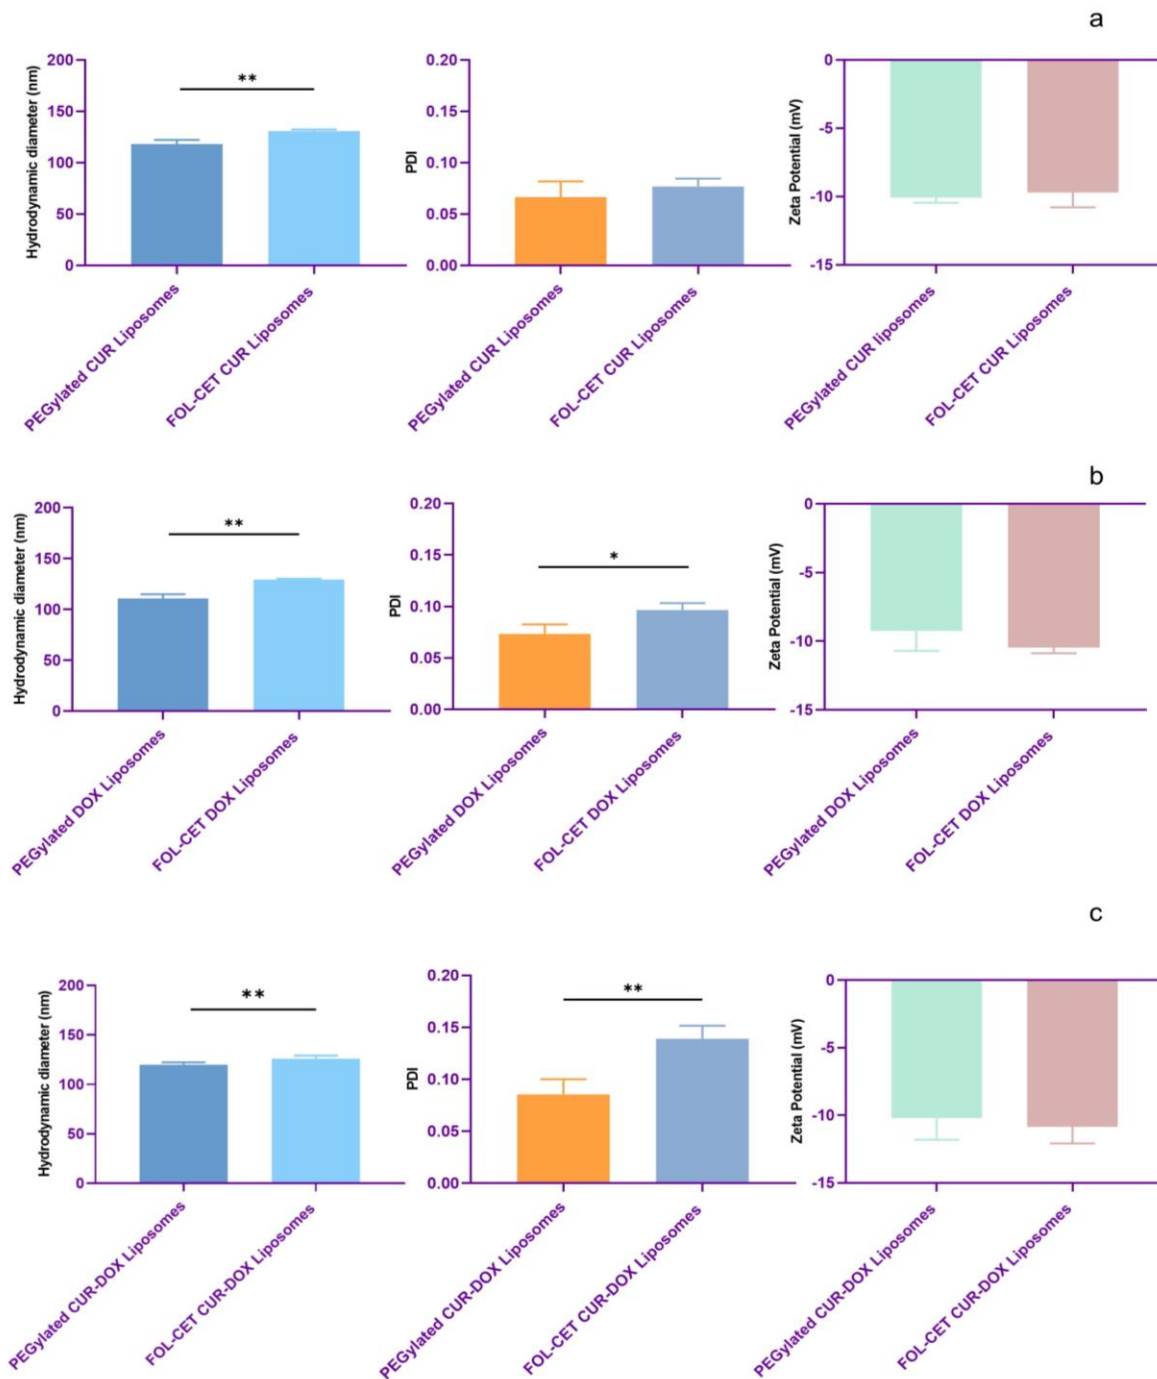 a
Hydrodynamic diameter (nm)
200
150
100
50
0
**
PEGylated CUR Liposomes
FOL-CET CUR Liposomes
PDI
0.20
0.15
0.10
0.05
0.00
PEGylated CUR Liposomes
FOL-CET CUR Liposomes
Zeta Potential (mV)
0
-5
-10
-15
PEGylated CUR liposomes
FOL-CET CUR Liposomes
b
Hydrodynamic diameter (nm)
200
150
100
50
0
**
PEGylated DOX Liposomes
FOL-CET DOX Liposomes
PDI
0.20
0.15
0.10
0.05
0.00
*
PEGylated DOX Liposomes
FOL-CET DOX Liposomes
Zeta Potential (mV)
0
-5
-10
-15
PEGylated DOX Liposomes
FOL-CET DOX Liposomes
c
Hydrodynamic diameter (nm)
200
150
100
50
0
**
PEGylated CUR-DOX Liposomes
FOL-CET CUR-DOX Liposomes
PDI
0.20
0.15
0.10
0.05
0.00
**
PEGylated CUR-DOX Liposomes
FOL-CET CUR-DOX Liposomes
Zeta Potential (mV)
0
-5
-10
-15
PEGylated CUR-DOX Liposomes
FOL-CET CUR-DOX Liposomes